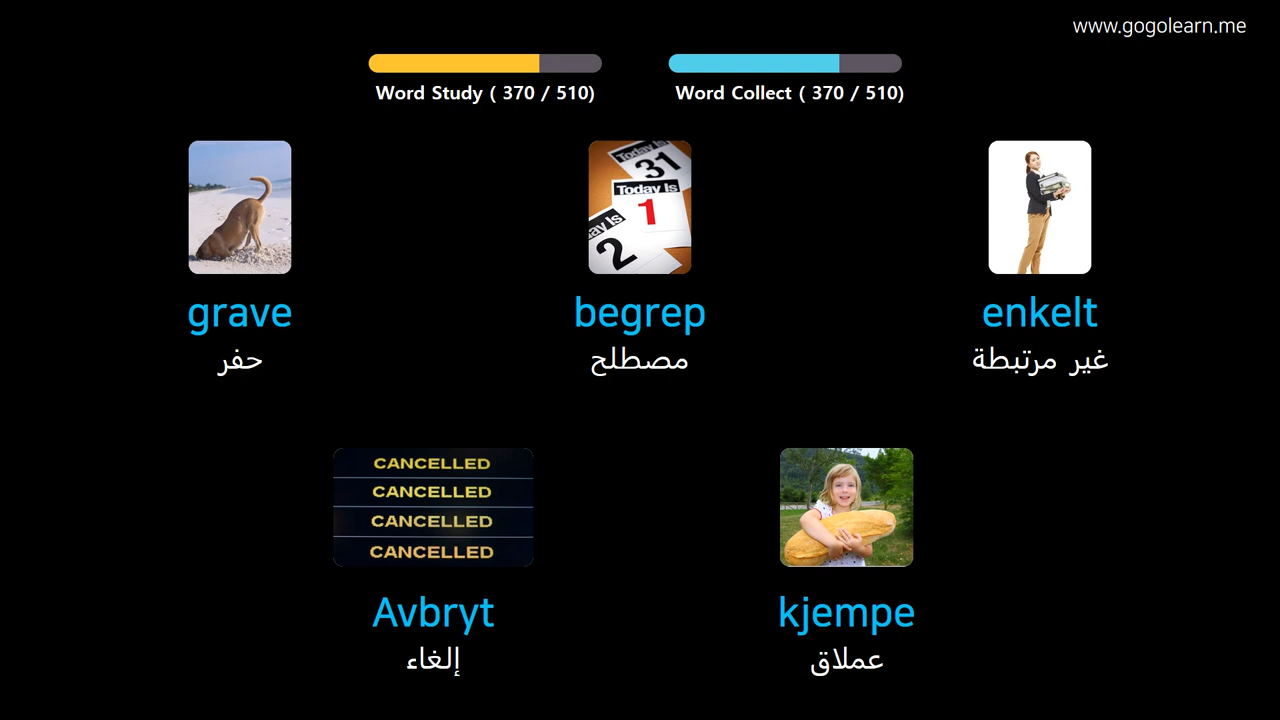 www.gogolearn.me
Word Study ( 370 / 510)
Word Collect ( 370 / 510)
Today Is
31
Today Is
1
ay Is
2
grave
حفر
begrep
مصطلح
enkelt
غير مرتبطة
CANCELLED
CANCELLED
CANCELLED
CANCELLED
Avbryt
إلغاء
kjempe
عملاق